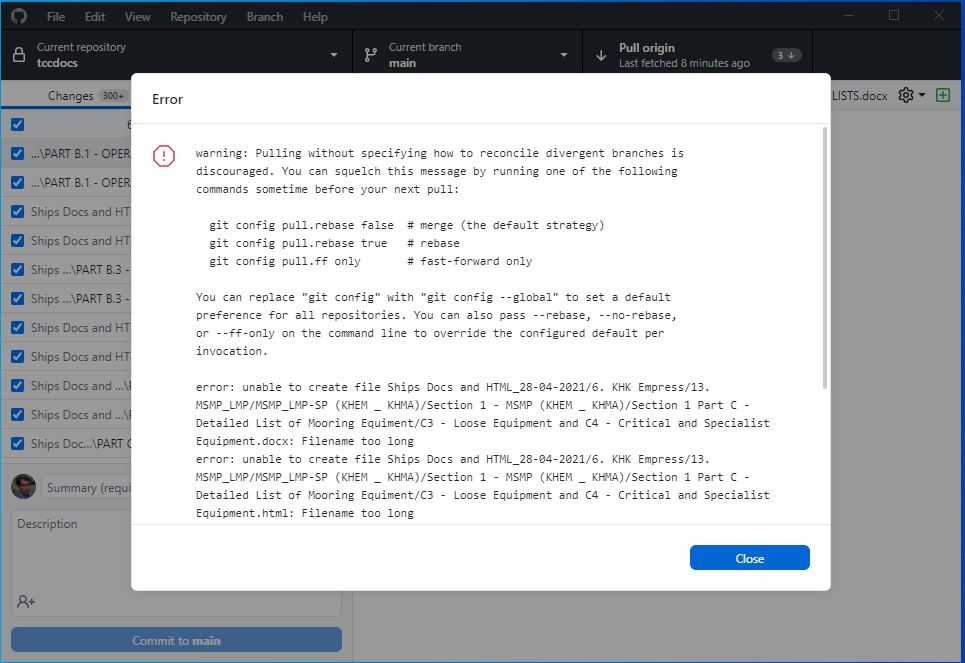 File Edit View Repository Branch Help
Current repository
tccdocs
Current branch
main
Pull origin
Last fetched 8 minutes ago
3
Changes 300+
LISTS.docx
6
...\PART B.1 - OPER
...\PART B.1 - OPER
Ships Docs and HT
Ships Docs and HT
Ships ...\PART B.3 -
Ships ...\PART B.3 -
Ships Docs and HT
Ships Docs and HT
Ships Docs and ...\
Ships Docs and ...\
Ships Doc...\PART
Summary (requi
Description
Commit to main
Error
warning: Pulling without specifying how to reconcile divergent branches is
discouraged. You can squelch this message by running one of the following
commands sometime before your next pull:
git config pull.rebase false # merge (the default strategy)
git config pull.rebase true # rebase
git config pull.ff only # fast-forward only
You can replace "git config" with "git config --global" to set a default
preference for all repositories. You can also pass --rebase, --no-rebase,
or --ff-only on the command line to override the configured default per
invocation.
error: unable to create file Ships Docs and HTML_28-04-2021/6. KHK Empress/13.
MSMP_LMP/MSMP_LMP-SP (KHEM _ KHMA)/Section 1 - MSMP (KHEM _ KHMA)/Section 1 Part C -
Detailed List of Mooring Equiment/C3 - Loose Equipment and C4 - Critical and Specialist
Equipment.docx: Filename too long
error: unable to create file Ships Docs and HTML_28-04-2021/6. KHK Empress/13.
MSMP_LMP/MSMP_LMP-SP (KHEM _ KHMA)/Section 1 - MSMP (KHEM _ KHMA)/Section 1 Part C -
Detailed List of Mooring Equiment/C3 - Loose Equipment and C4 - Critical and Specialist
Equipment.html: Filename too long
Close